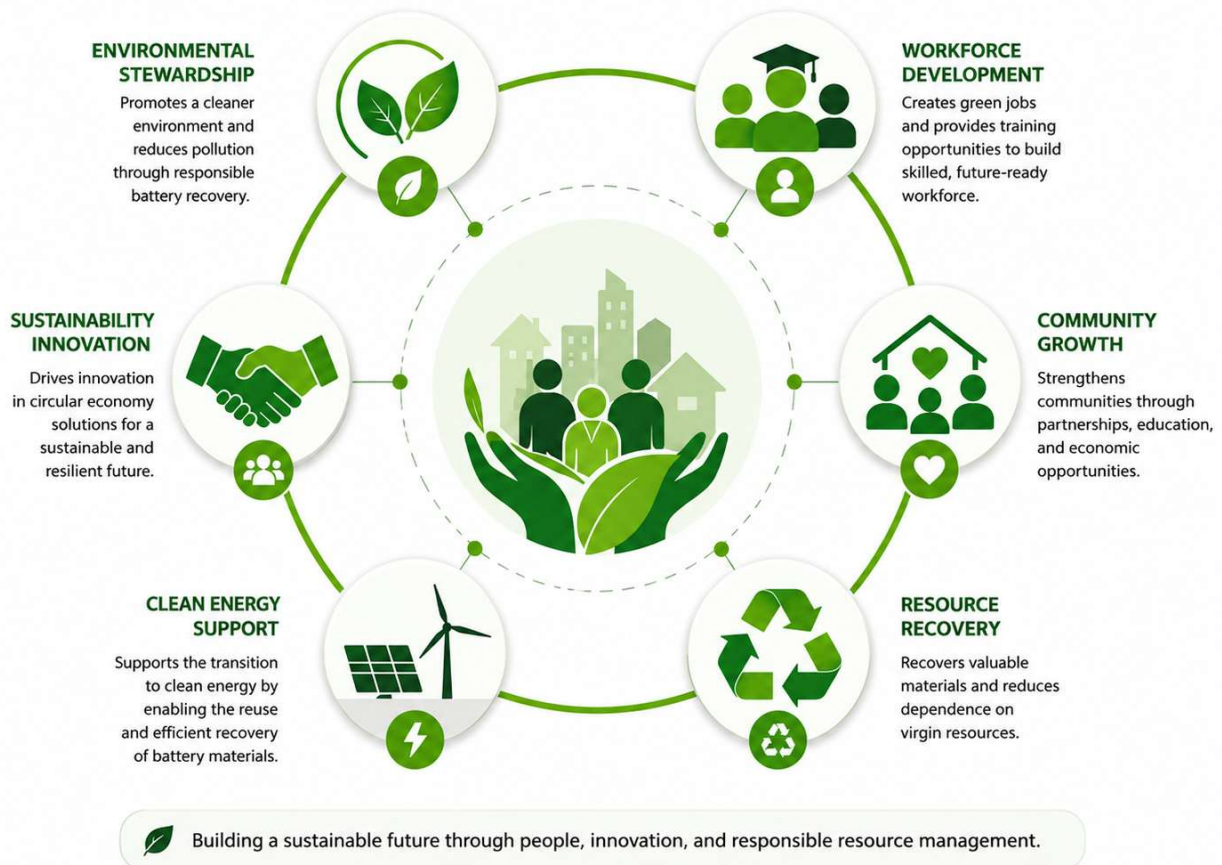 ENVIRONMENTAL
STEWARDSHIP
Promotes a cleaner
environment and
reduces pollution
through responsible
battery recovery.
WORKFORCE
DEVELOPMENT
Creates green jobs
and provides training
opportunities to build
skilled, future-ready
workforce.
SUSTAINABILITY
INNOVATION
Drives innovation
in circular economy
solutions for a
sustainable and
resilient future.
COMMUNITY
GROWTH
Strengthens
communities through
partnerships, education,
and economic
opportunities.
CLEAN ENERGY
SUPPORT
Supports the transition
to clean energy by
enabling the reuse
and efficient recovery
of battery materials.
RESOURCE
RECOVERY
Recovers valuable
materials and reduces
dependence on
virgin resources.
Building a sustainable future through people, innovation, and responsible resource management.